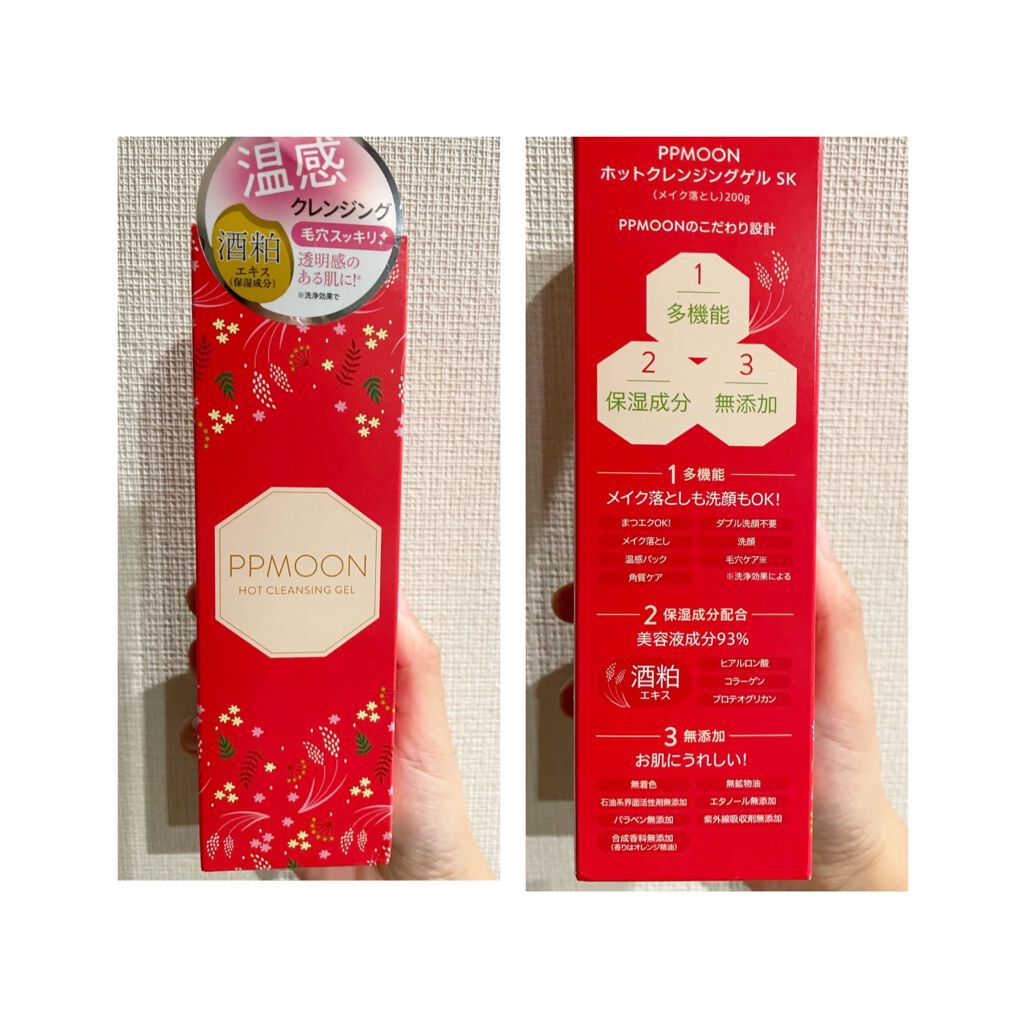 温感
クレンジング
酒粕
エキス
(保湿成分)
毛穴スッキリ
透明感の
ある肌に!※
※洗浄効果で
PPMOON
HOT CLEANSING GEL
PPMOON
ホットクレンジングゲル SK
(メイク落とし)200g
PPMOONのこだわり設計
1
多機能
2
保湿成分
3
無添加
1 多機能
メイク落としも洗顔もOK!
まつエクOK! ダブル洗顔不要
メイク落とし 洗顔
温感パック 毛穴ケア※
角質ケア ※洗浄効果による
2 保湿成分配合
美容液成分93%
酒粕
エキス
ヒアルロン酸
コラーゲン
プロテオグリカン
3 無添加
お肌にうれしい!
無着色 無鉱物油
石油系界面活性剤無添加 エタノール無添加
パラベン無添加 紫外線吸収剤無添加
合成香料無添加
(香りはオレンジ精油)